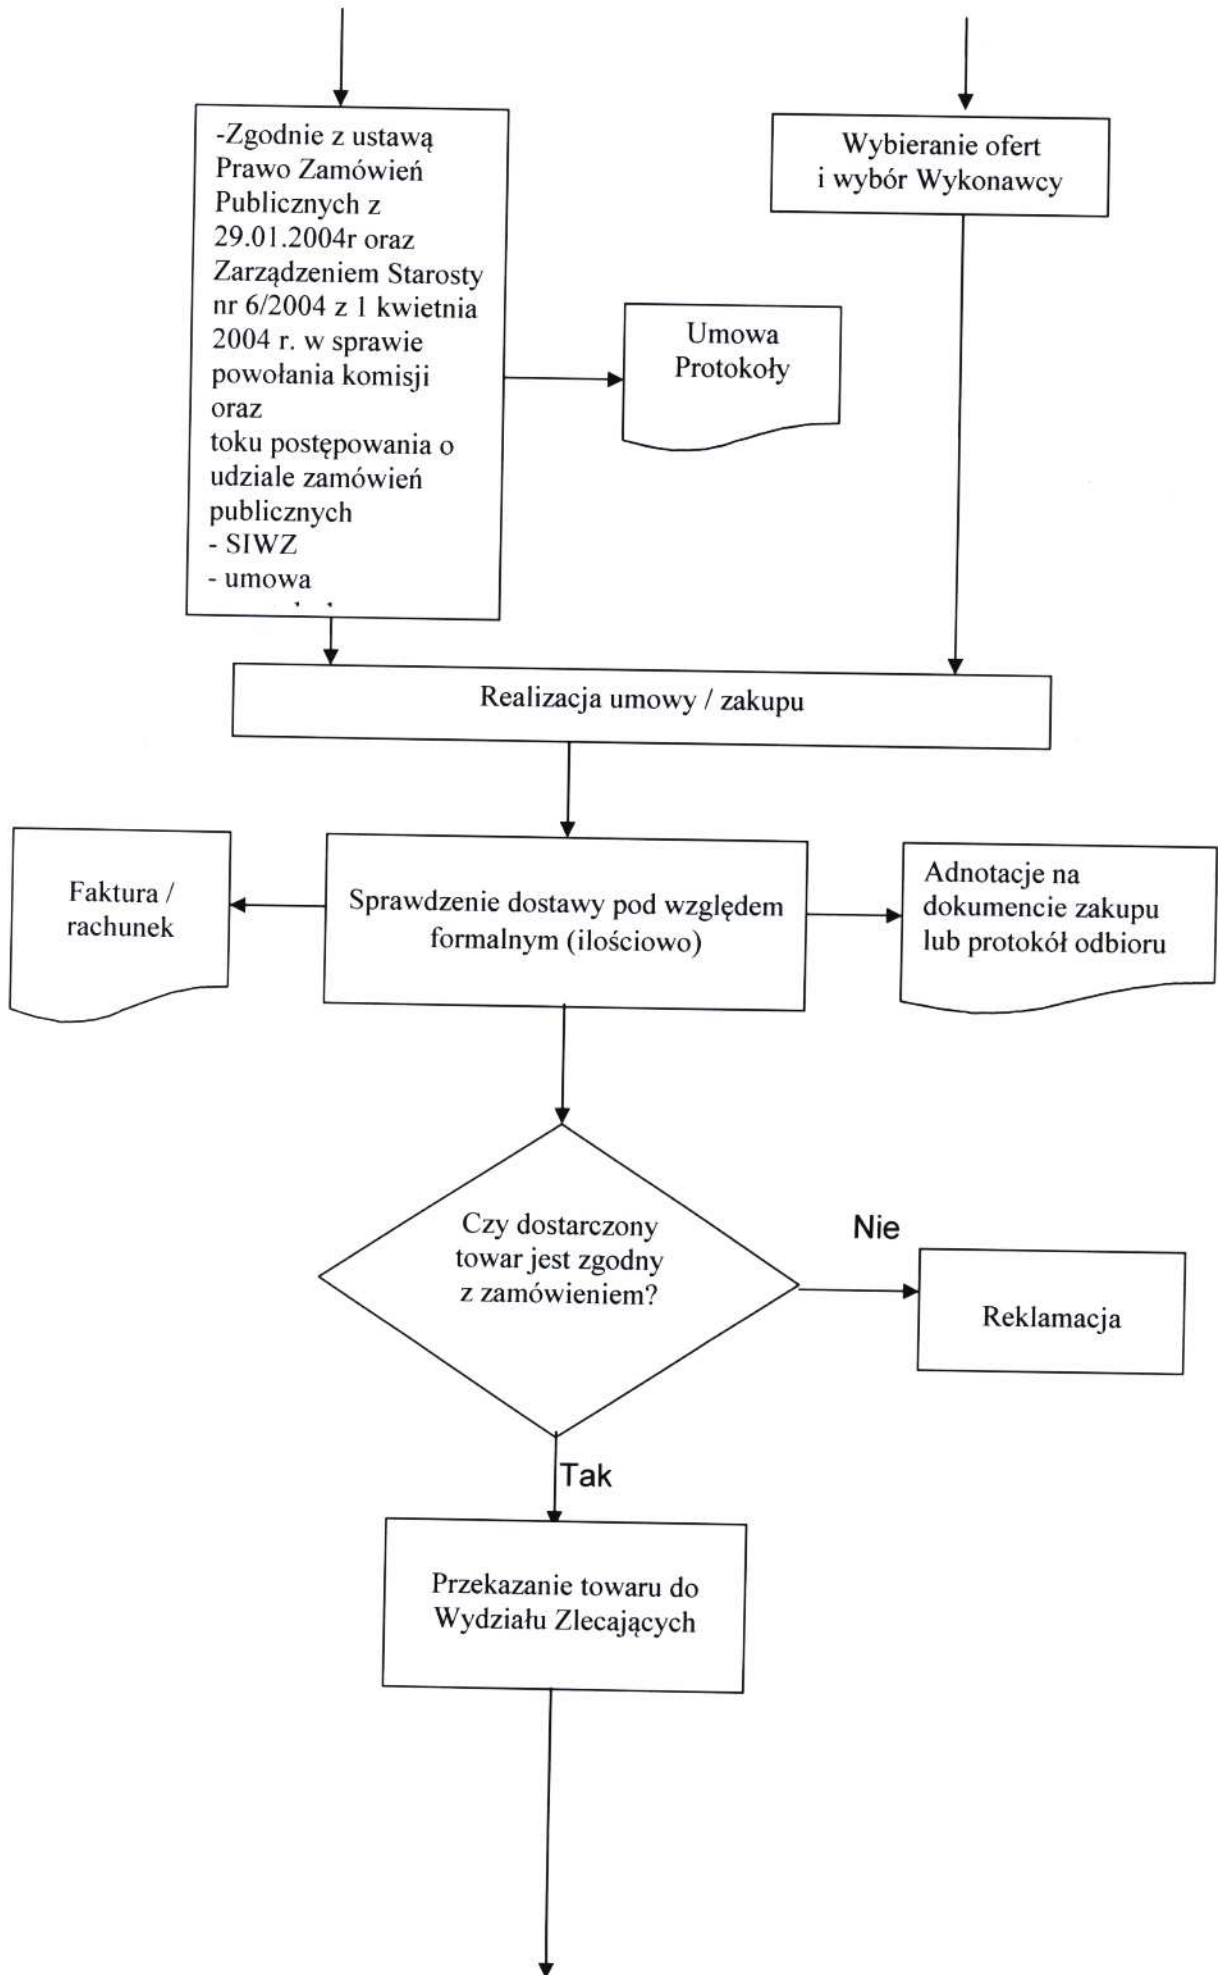 -Zgodnie z ustawą
Prawo Zamówień
Publicznych z
29.01.2004r oraz
Zarządzeniem Starosty
nr 6/2004 z 1 kwietnia
2004 r. w sprawie
powołania komisji
oraz
toku postępowania o
udziale zamówień
publicznych
- SIWZ
- umowa
Wybieranie ofert
i wybór Wykonawcy
Umowa
Protokoły
Realizacja umowy / zakupu
Faktura /
rachunek
Sprawdzenie dostawy pod względem
formalnym (ilościowo)
Adnotacje na
dokumencie zakupu
lub protokół odbioru
Czy dostarczony
towar jest zgodny
z zamówieniem?
Nie
Reklamacja
Tak
Przekazanie towaru do
Wydziału Zlecających